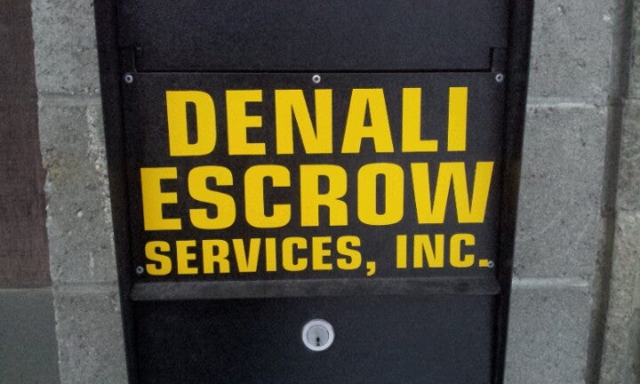 DENALI
ESCROW
SERVICES, INC.